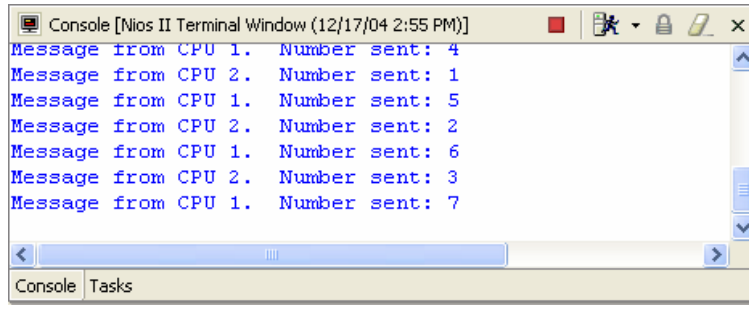 Console [Nios II Terminal Window (12/17/04 2:55 PM)]
Message from CPU 1.  Number sent: 4
Message from CPU 2.  Number sent: 1
Message from CPU 1.  Number sent: 5
Message from CPU 2.  Number sent: 2
Message from CPU 1.  Number sent: 6
Message from CPU 2.  Number sent: 3
Message from CPU 1.  Number sent: 7
Console Tasks